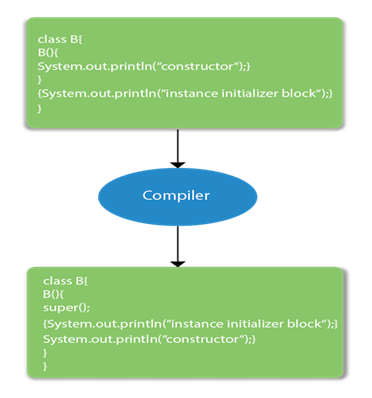 class B{
B(){
System.out.println("constructor");}
}
{System.out.println("instance initializer block");}
}
Compiler
class B{
B(){
super();
{System.out.println("instance initializer block");}
System.out.println("constructor");}
}
}